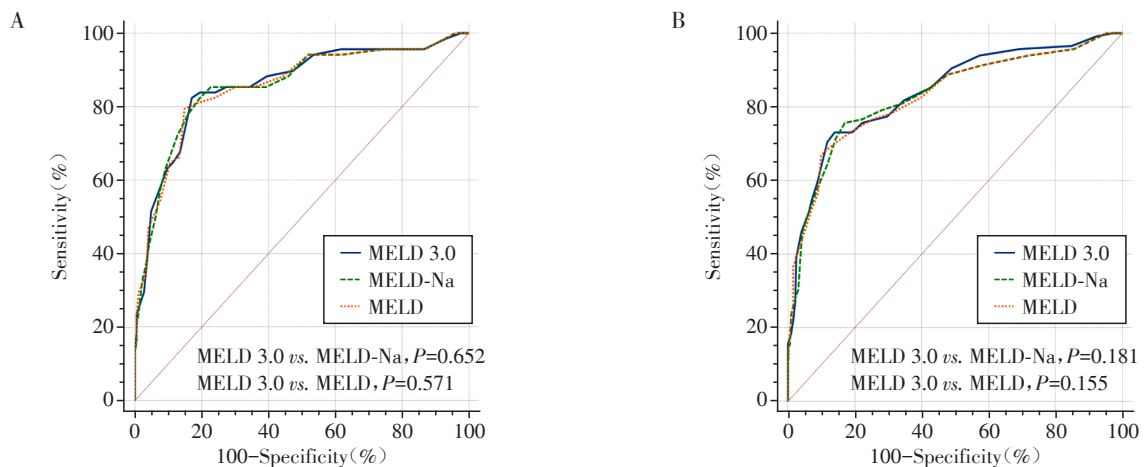 A
100
80
60
40
20
0
Sensitivity(%)
MELD 3.0
MELD-Na
MELD
MELD 3.0 vs. MELD-Na, P=0.652
MELD 3.0 vs. MELD, P=0.571
0 20 40 60 80 100
100-Specificity(%)
B
100
80
60
40
20
0
Sensitivity(%)
MELD 3.0
MELD-Na
MELD
MELD 3.0 vs. MELD-Na, P=0.181
MELD 3.0 vs. MELD, P=0.155
0 20 40 60 80 100
100-Specificity(%)